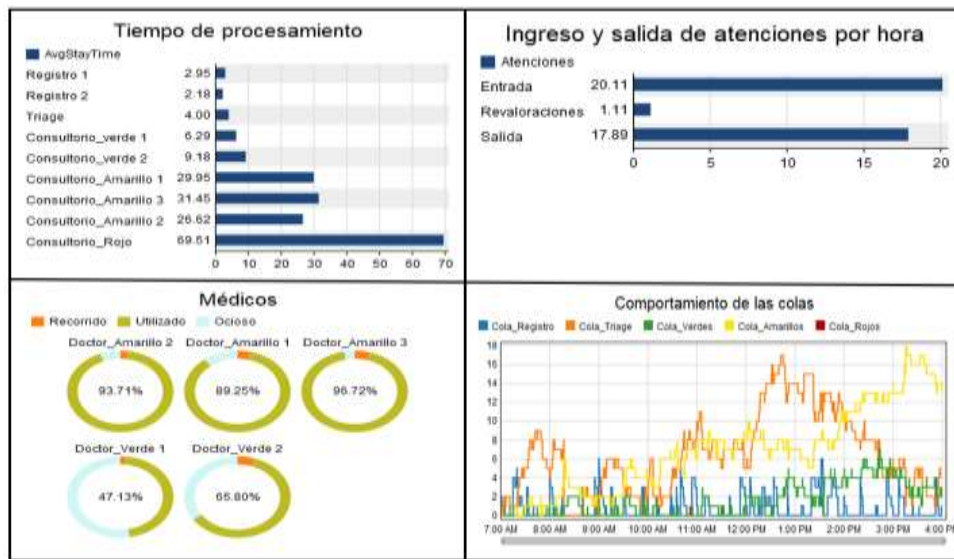 Tiempo de procesamiento
AvgStayTime
Registro 1 2.95
Registro 2 2.18
Triage 4.00
Consultorio_verde 1 6.29
Consultorio_verde 2 9.18
Consultorio_Amarillo 1 29.95
Consultorio_Amarillo 3 31.45
Consultorio_Amarillo 2 26.62
Consultorio_Rojo 69.51
0 10 20 30 40 50 60 70
Ingreso y salida de atenciones por hora
Atenciones
Entrada 20.11
Revaloraciones 1.11
Salida 17.89
0 5 10 15 20
Médicos
Recorrido Utilizado Ocioso
Doctor_Amarillo 2 Doctor_Amarillo 1 Doctor_Amarillo 3
93.71% 89.25% 96.72%
Doctor_Verde 1 Doctor_Verde 2
47.13% 65.80%
Comportamiento de las colas
Cola_Registro Cola_Triage Cola_Verdes Cola_Amarillos Cola_Rojos
18
16
14
12
10
8
6
4
2
0
7:00 AM 8:00 AM 9:00 AM 10:00 AM 11:00 AM 12:00 PM 1:00 PM 2:00 PM 3:00 PM 4:00 P